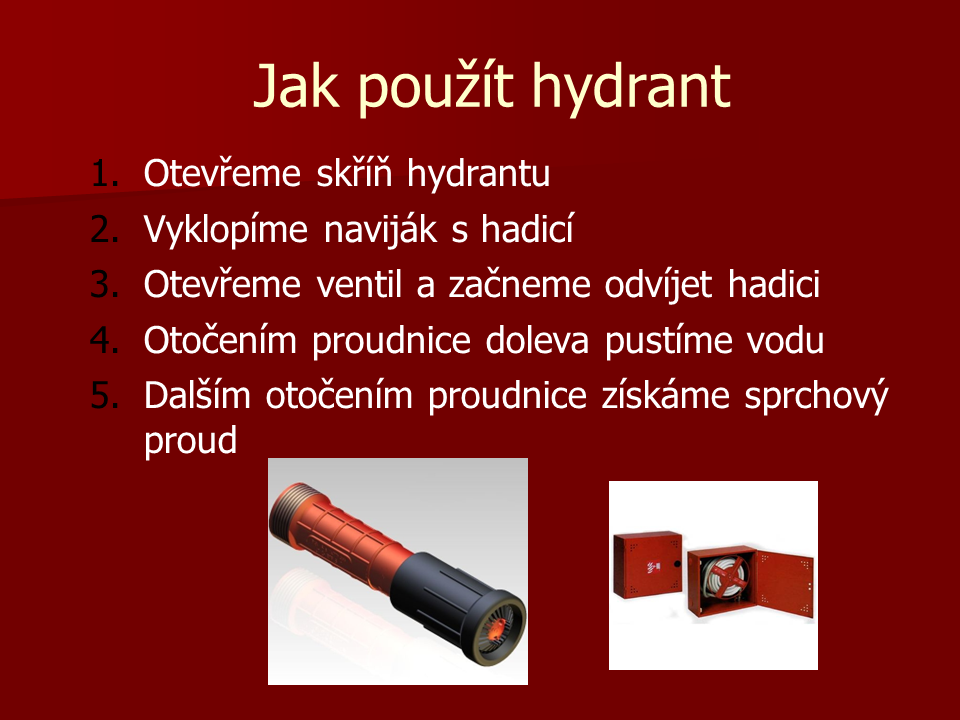 Jak použít hydrant
1. Otevřeme skříň hydrantu
2. Vyklopíme naviják s hadicí
3. Otevřeme ventil a začneme odvíjet hadici
4. Otočením proudnice doleva pustíme vodu
5. Dalším otočením proudnice získáme sprchový
proud